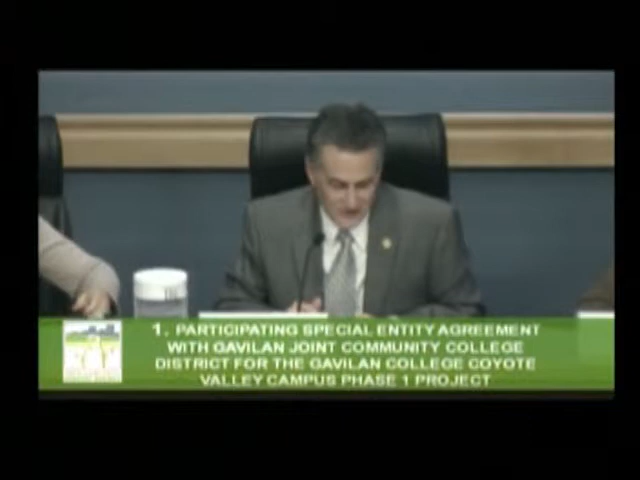 1. PARTICIPATING SPECIAL ENTITY AGREEMENT
WITH GAVILAN JOINT COMMUNITY COLLEGE
DISTRICT FOR THE GAVILAN COLLEGE COYOTE
VALLEY CAMPUS PHASE 1 PROJECT